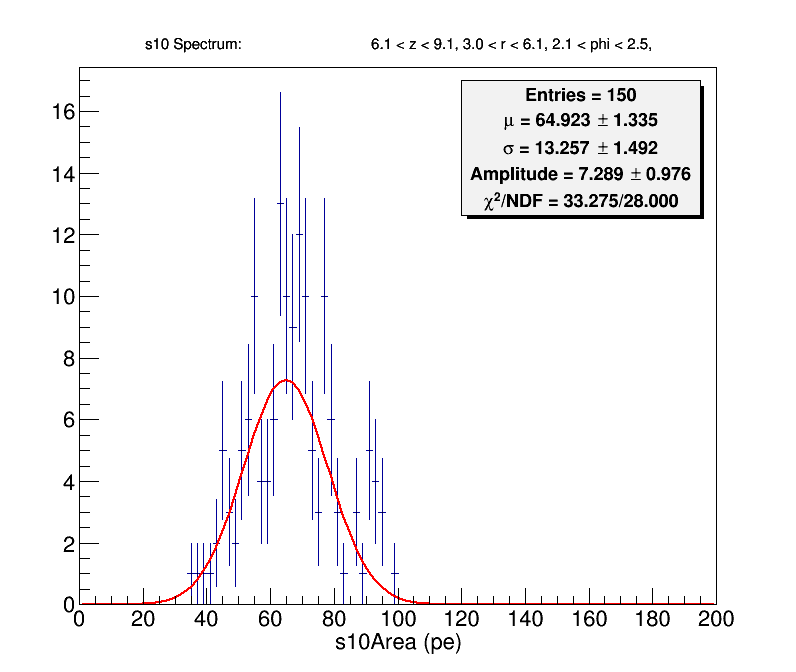 s10 Spectrum: 6.1 < z < 9.1, 3.0 < r < 6.1, 2.1 < phi < 2.5,
Entries = 150
μ = 64.923 ± 1.335
σ = 13.257 ± 1.492
Amplitude = 7.289 ± 0.976
χ²/NDF = 33.275/28.000
16
14
12
10
8
6
4
2
0
0 20 40 60 80 100 120 140 160 180 200
s10Area (pe)